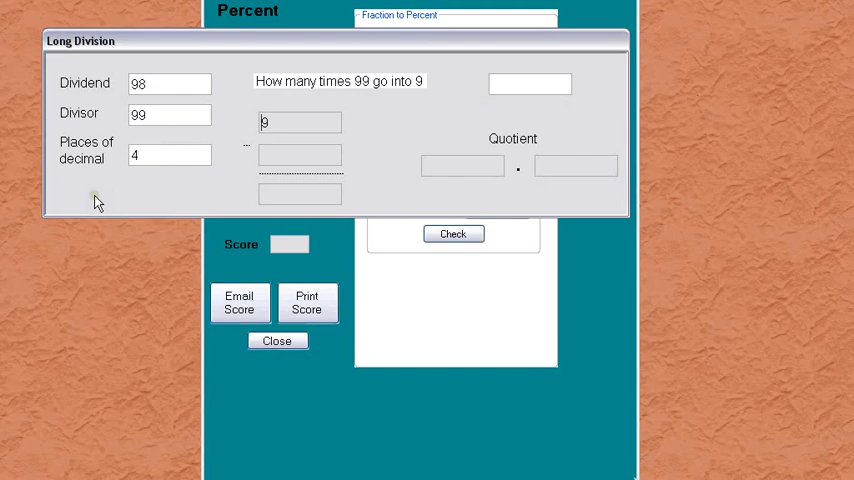 Percent
Fraction to Percent
Long Division
Dividend 98 How many times 99 go into 9
Divisor 99 9
Places of decimal 4
Quotient
.
Check
Score
Email Score
Print Score
Close